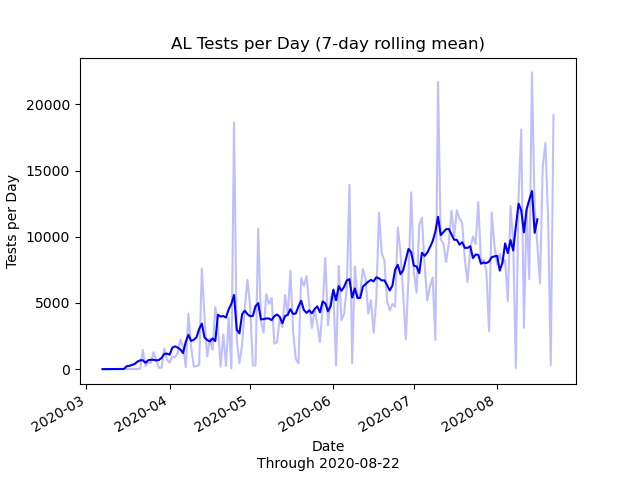 AL Tests per Day (7-day rolling mean)
Tests per Day
20000
15000
10000
5000
0
2020-03
2020-04
2020-05
2020-06
2020-07
2020-08
Date
Through 2020-08-22